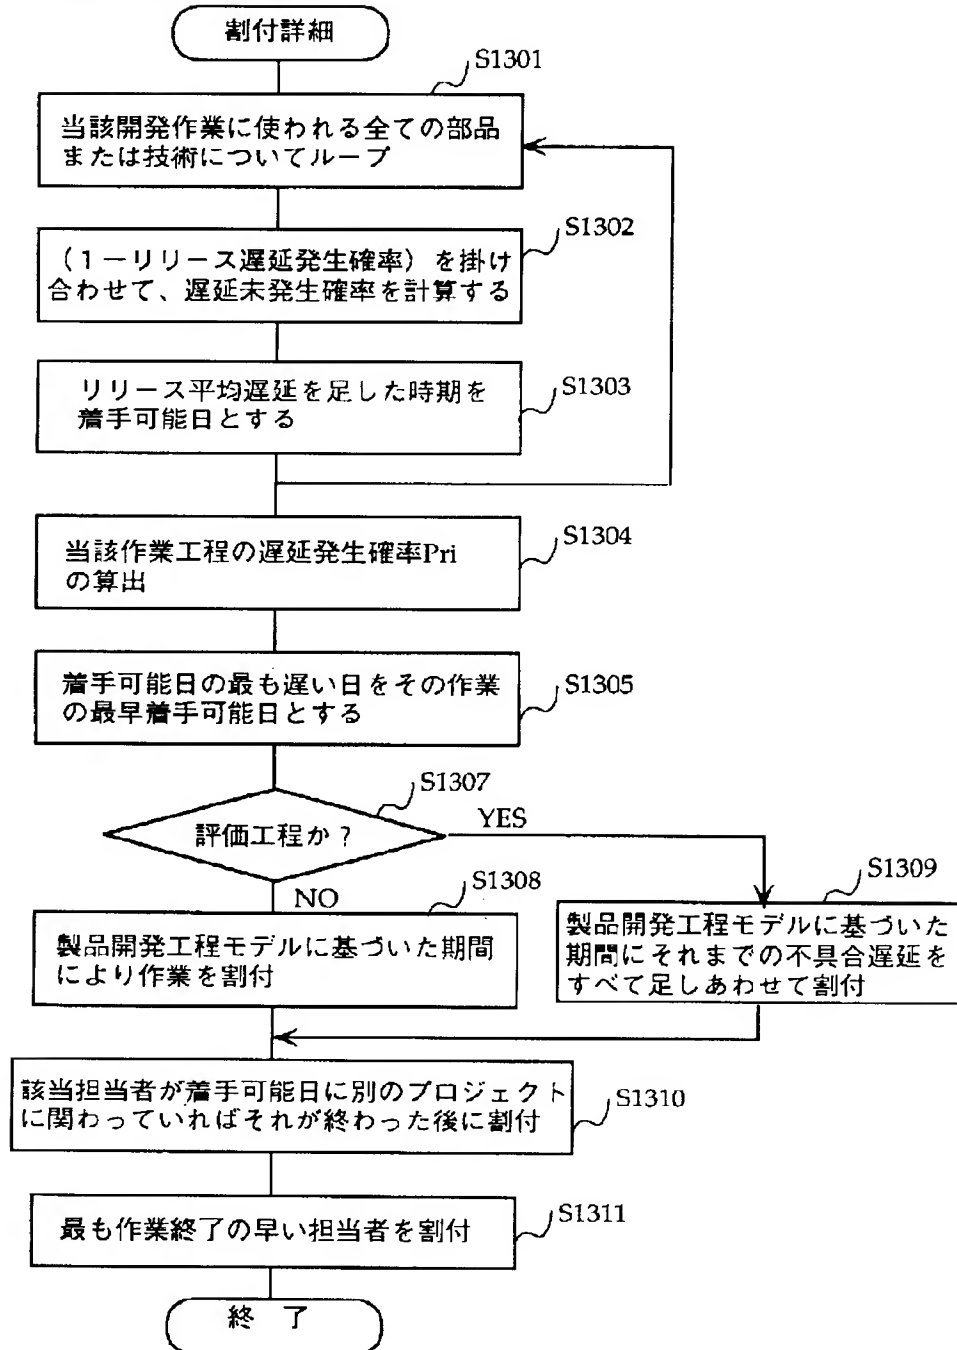 割付詳細
S1301
当該開発作業に使われる全ての部品
または技術についてループ
S1302
（1－リリース遅延発生確率）を掛け
合わせて、遅延未発生確率を計算する
S1303
リリース平均遅延を足した時期を
着手可能日とする
S1304
当該作業工程の遅延発生確率Pri
の算出
S1305
着手可能日の最も遅い日をその作業
の最早着手可能日とする
S1307
評価工程か？
YES
NO
S1308
製品開発工程モデルに基づいた期間
により作業を割付
S1309
製品開発工程モデルに基づいた
期間にそれまでの不具合遅延を
すべて足しあわせて割付
該当担当者が着手可能日に別のプロジェクト
に関わっていればそれが終わった後に割付
S1310
最も作業終了の早い担当者を割付
S1311
終 了